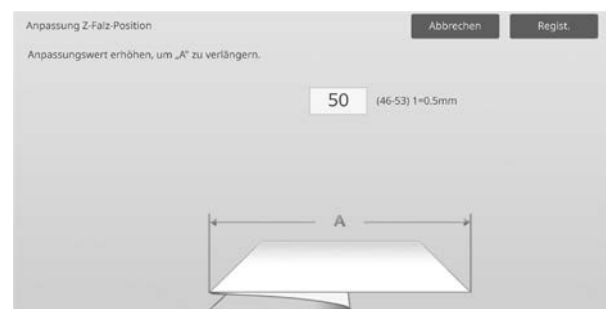 Anpassung Z-Falz-Position
Abbrechen
Regist.
Anpassungswert erhöhen, um „A" zu verlängern.
50 (46-53) 1=0.5mm
A